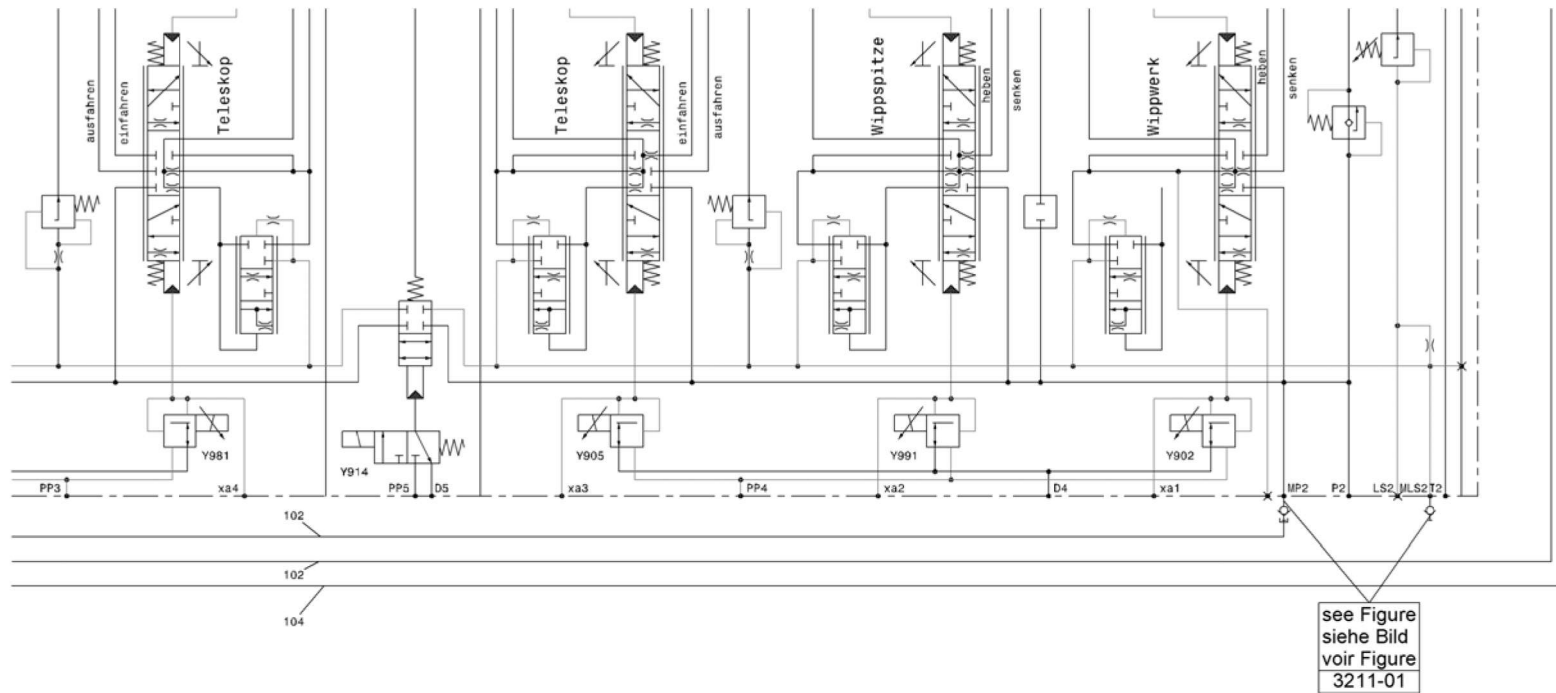 ausfahren
einfahren
Teleskop
Teleskop
einfahren
ausfahren
Wippspitze
heben
senken
Wippwerk
heben
senken
Y981
Y914
Y905
Y991
Y902
PP3
xa4
PP5
D5
xa3
PP4
xa2
D4
xa1
MP2
P2
LS2
MLS2
T2
102
102
104
see Figure
siehe Bild
voir Figure
3211-01